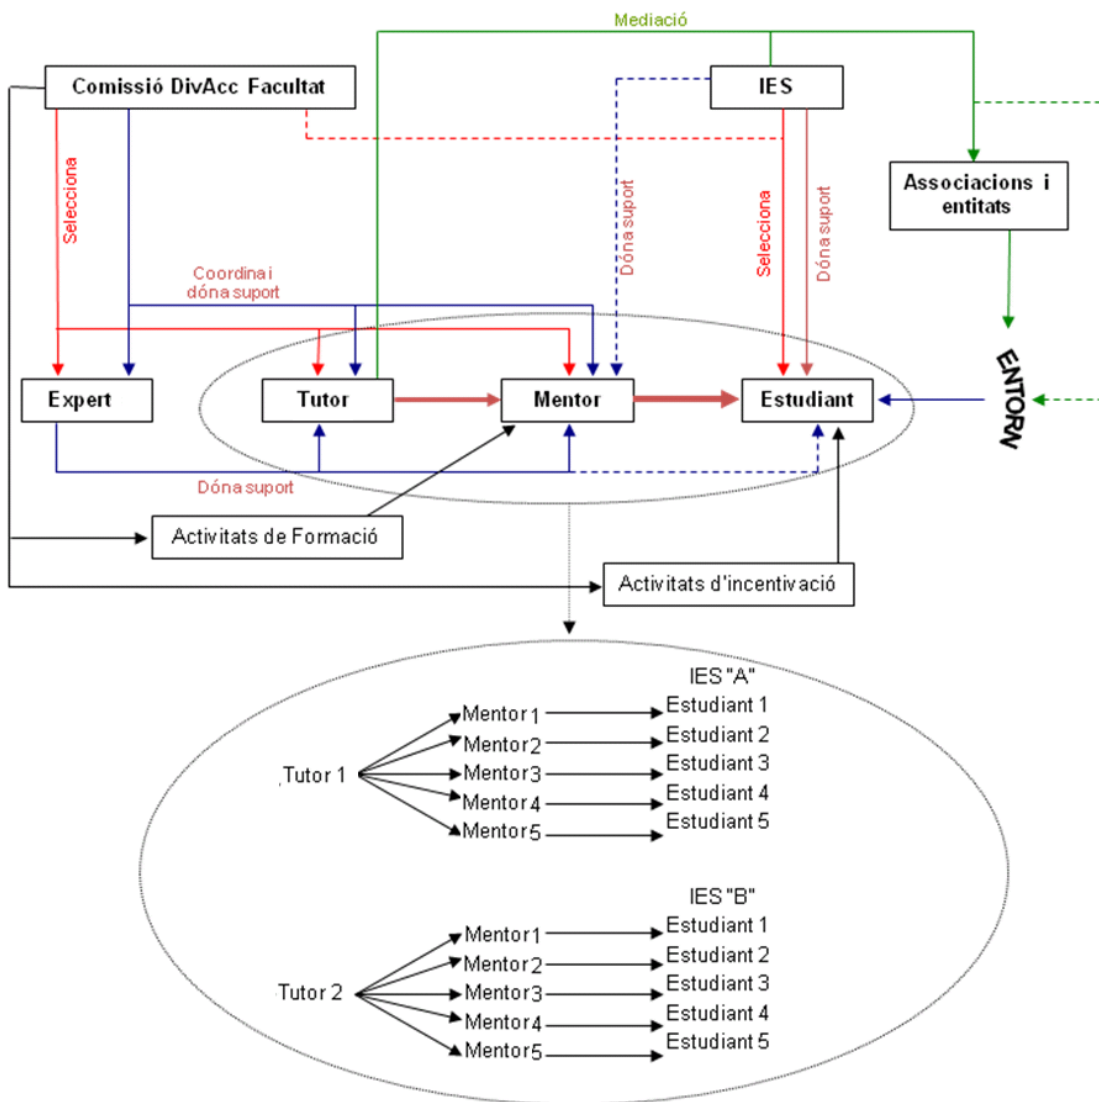 Mediació
Comissió DivAcc Facultat
IES
Selecciona
Dóna suport
Selecciona
Dóna suport
Associacions i
entitats
Coordina i
dóna suport
Expert
Tutor
Mentor
Estudiant
ENTORN
Dóna suport
Activitats de Formació
Activitats d'incentivació
IES "A"
Mentor 1 Estudiant 1
Mentor 2 Estudiant 2
Tutor 1 Mentor 3 Estudiant 3
Mentor 4 Estudiant 4
Mentor 5 Estudiant 5
IES "B"
Mentor 1 Estudiant 1
Mentor 2 Estudiant 2
Tutor 2 Mentor 3 Estudiant 3
Mentor 4 Estudiant 4
Mentor 5 Estudiant 5